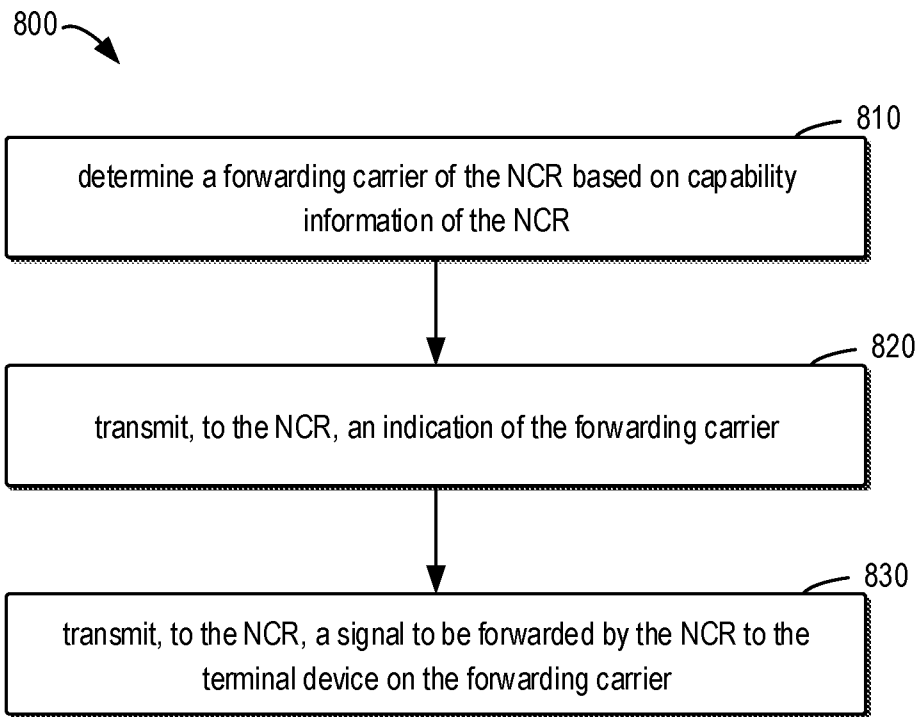 800
810
determine a forwarding carrier of the NCR based on capability
information of the NCR
820
transmit, to the NCR, an indication of the forwarding carrier
830
transmit, to the NCR, a signal to be forwarded by the NCR to the
terminal device on the forwarding carrier